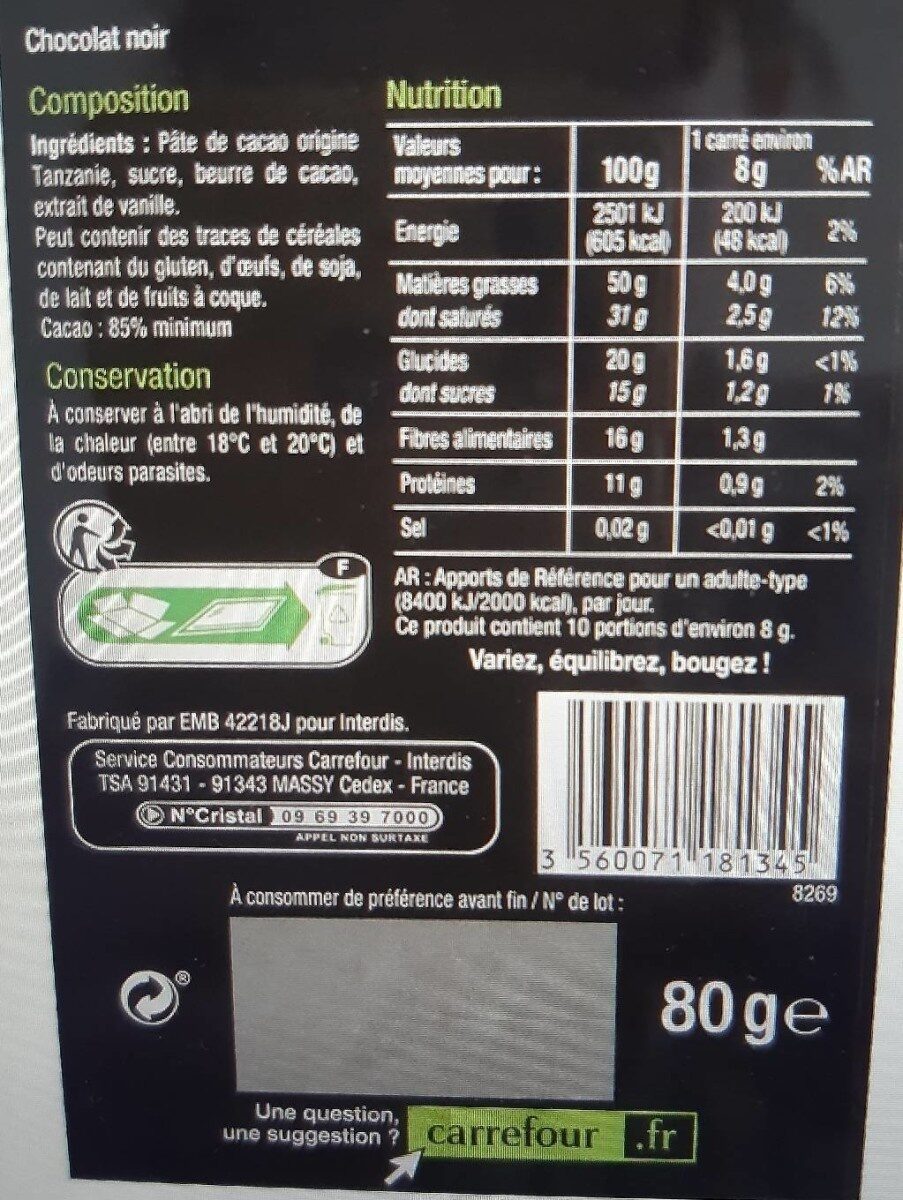 Chocolat noir
Composition
Ingrédients : Pâte de cacao origine
Tanzanie, sucre, beurre de cacao,
extrait de vanille.
Peut contenir des traces de céréales
contenant du gluten, d'œufs, de soja,
de lait et de fruits à coque.
Cacao : 85% minimum
Conservation
À conserver à l'abri de l'humidité, de
la chaleur (entre 18°C et 20°C) et
d'odeurs parasites.
F
Nutrition
Valeurs moyennes pour : 100g 1 carré environ 8g %AR
Energie 2501 kJ (605 kcal) 200 kJ (48 kcal) 2%
Matières grasses 50 g 4,0 g 6%
dont saturés 31 g 2,5 g 12%
Glucides 20 g 1,6 g <1%
dont sucres 15 g 1,2 g 1%
Fibres alimentaires 16 g 1,3 g
Protéines 11 g 0,9 g 2%
Sel 0,02 g <0,01 g <1%
AR : Apports de Référence pour un adulte-type
(8400 kJ/2000 kcal), par jour.
Ce produit contient 10 portions d'environ 8 g.
Variez, équilibrez, bougez !
Fabriqué par EMB 42218J pour Interdis.
Service Consommateurs Carrefour - Interdis
TSA 91431 - 91343 MASSY Cedex - France
N°Cristal 09 69 39 7000
APPEL NON SURTAXE
3 560071 181345
8269
À consommer de préférence avant fin / N° de lot :
®
80 g e
Une question,
une suggestion ?
carrefour .fr